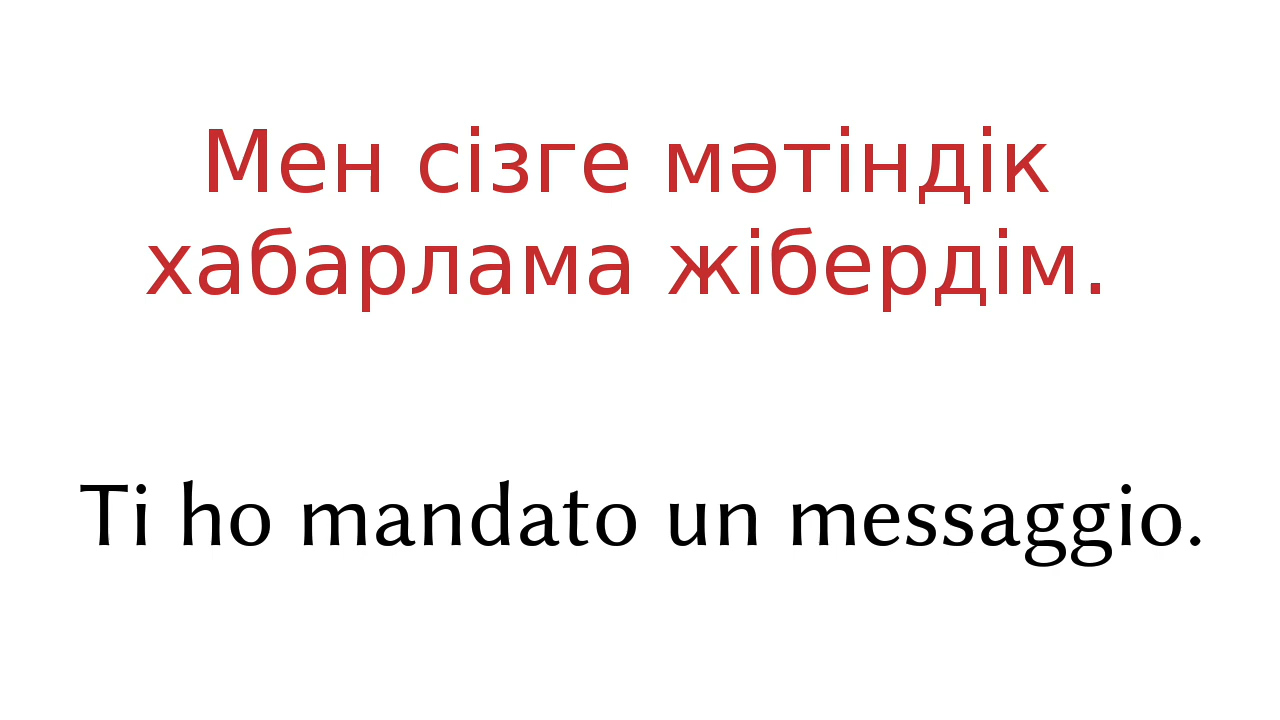 Мен сізге мәтіндік
хабарлама жібердім.
Ti ho mandato un messaggio.